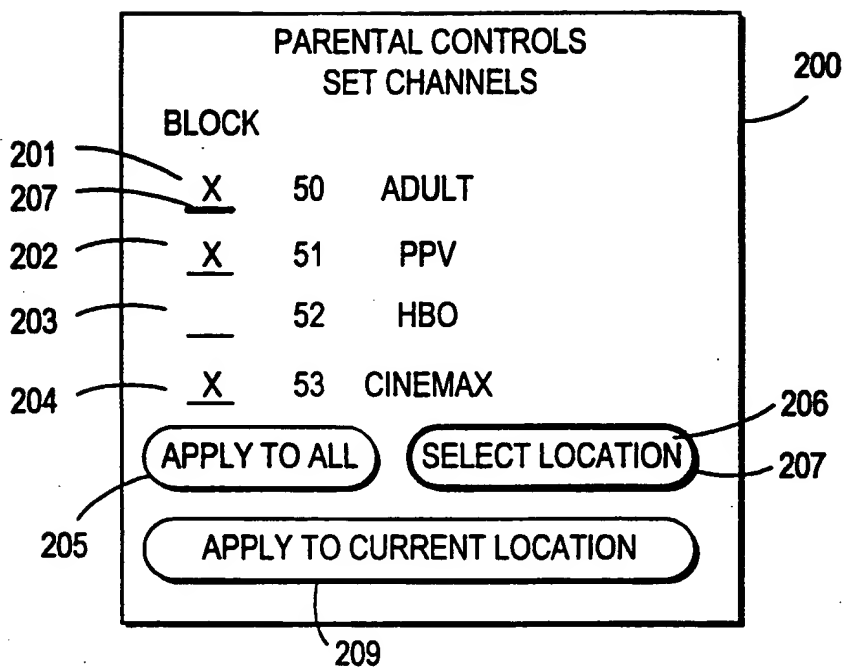 PARENTAL CONTROLS
SET CHANNELS
200
BLOCK
201
X 50 ADULT
207
202 X 51 PPV
203 52 HBO
204 X 53 CINEMAX
206
APPLY TO ALL SELECT LOCATION
207
205
APPLY TO CURRENT LOCATION
209